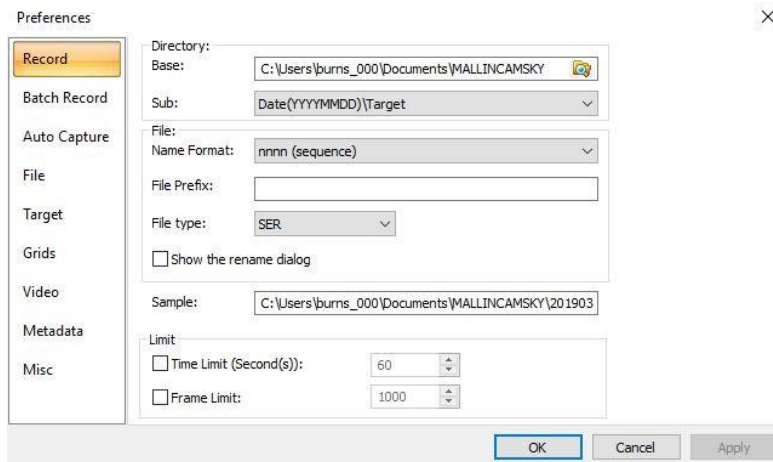 Preferences
Record
Batch Record
Auto Capture
File
Target
Grids
Video
Metadata
Misc
Directory:
Base: C:\Users\burns_000\Documents\MALLINCAMSKY
Sub: Date(YYYYMMDD)\Target
File:
Name Format: nnnn (sequence)
File Prefix:
File type: SER
Show the rename dialog
Sample: C:\Users\burns_000\Documents\MALLINCAMSKY\201903
Limit
Time Limit (Second(s)): 60
Frame Limit: 1000
OK Cancel Apply